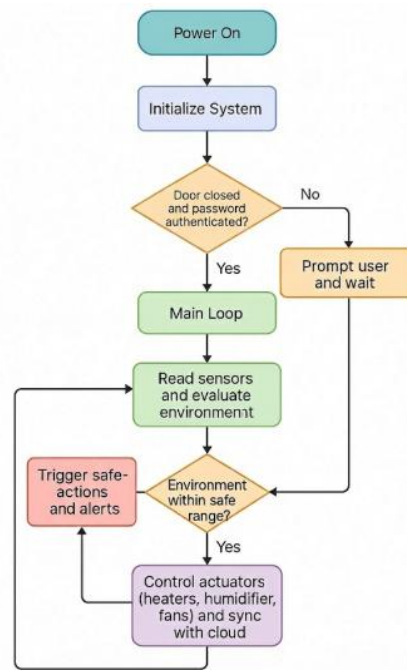 Power On
Initialize System
Door closed
and password
authenticated?
No
Prompt user
and wait
Yes
Main Loop
Read sensors
and evaluate
environment
Trigger safe-
actions
and alerts
Environment
within safe
range?
Yes
Control actuators
(heaters, humidifier,
fans) and sync
with cloud